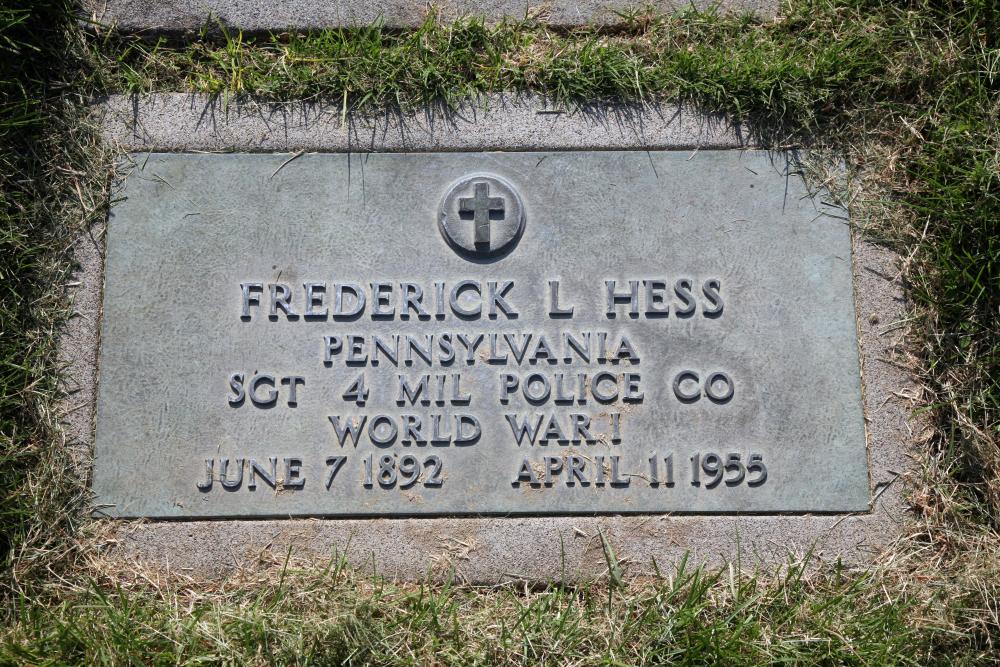 FREDERICK L HESS
PENNSYLVANIA
SGT 4 MIL POLICE CO
WORLD WAR I
JUNE 7 1892 APRIL 11 1955